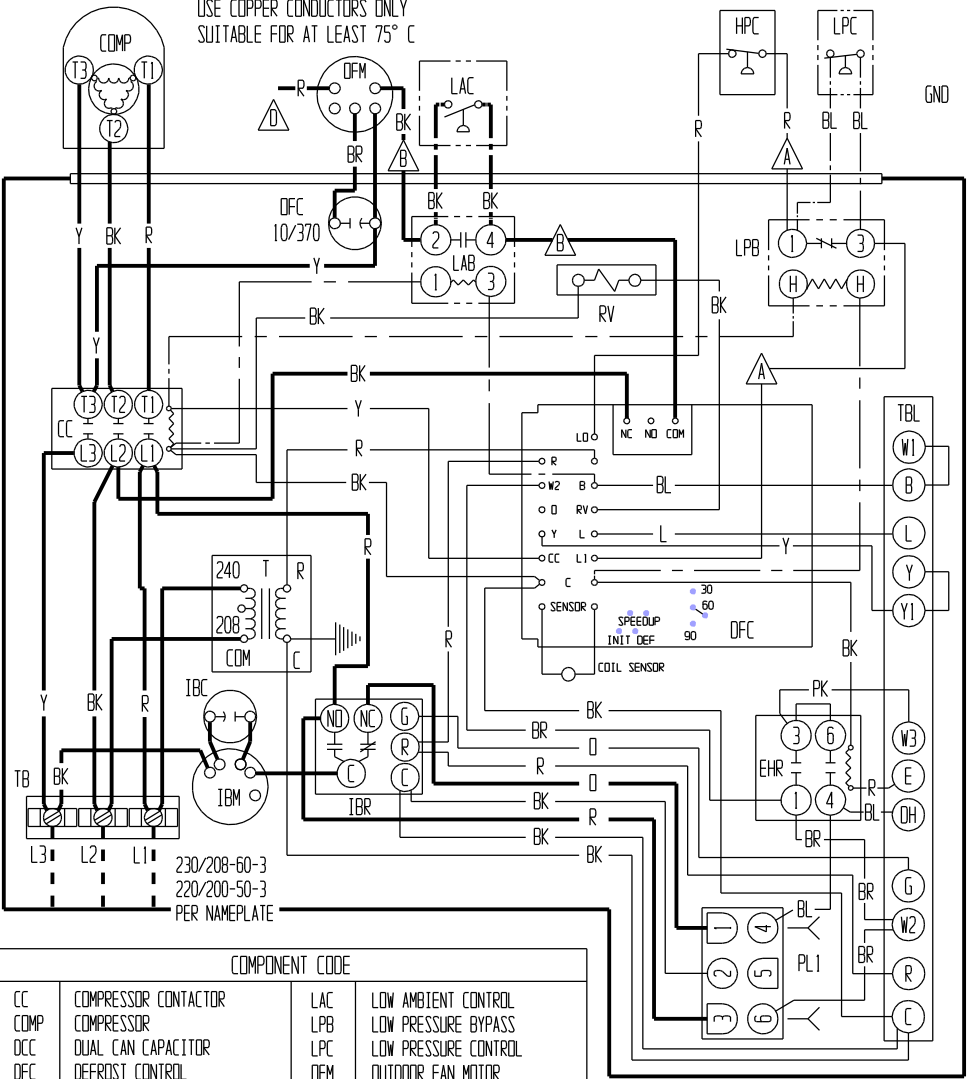 USE COPPER CONDUCTORS ONLY
SUITABLE FOR AT LEAST 75° C
COMP
T3
T1
T2
OFM
R
D
BK
B
BR
LAC
HPC
LPC
GND
R
R
BL
BL
A
OFC
10/370
BK
BK
2
4
LAB
1
3
B
LPB
1
3
H
H
Y
BK
R
Y
BK
RV
BK
Y
BK
A
T3
T2
T1
CC
L3
L2
L1
Y
R
BK
NC
NO
COM
LO
R
W2
B
BL
O
RV
Y
L
L
Y
CC
L1
C
SENSOR
30
60
90
SPEEDUP
INIT DEF
DFC
COIL SENSOR
TBL
W1
B
L
Y
Y1
R
240
T
R
208
COM
C
R
BK
Y
BK
R
IBC
IBM
NO
NC
G
R
C
C
IBR
BK
BR
O
R
O
BK
R
BK
BK
PK
3
6
EHR
1
4
R
BL
BR
W3
E
OH
G
W2
R
C
BR
BR
TB
BK
L3
L2
L1
230/208-60-3
220/200-50-3
PER NAMEPLATE
BL
1
4
2
5
3
6
PL1
COMPONENT CODE
CC COMPRESSOR CONTACTOR LAC LOW AMBIENT CONTROL
COMP COMPRESSOR LPB LOW PRESSURE BYPASS
DCC DUAL CAN CAPACITOR LPC LOW PRESSURE CONTROL
DFC DEFROST CONTROL OFM OUTDOOR FAN MOTOR